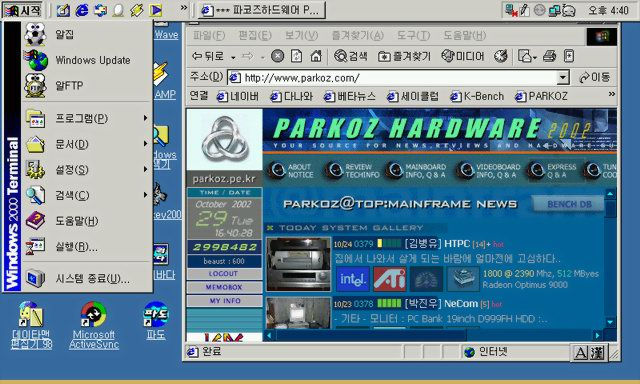 시작
*** 파코즈하드웨어 P...
오후 4:40
알집
Windows Update
알FTP
프로그램(P)
문서(D)
설정(S)
검색(C)
도움말(H)
실행(R)...
시스템 종료(U)...
Windows 2000 Terminal
Wave
AMP
dows
데이타맨
편집기 98
Microsoft
ActiveSync
파도
파일(F) 편집(E) 보기(V) 즐겨찾기(A) 도구(T) 도움말(H)
뒤로 검색 즐겨찾기 미디어
주소(D) http://www.parkoz.com/ 이동
연결 네이버 다나와 베타뉴스 세이클럽 K-Bench PARKOZ
parkoz.pe.kr
PARKOZ HARDWARE 2002
YOUR SOURCE FOR NEWS, REVIEWS AND HARDWARE
ABOUT NOTICE
REVIEW TECHINFO
MAINBOARD INFO, Q & A
VIDEOBOARD INFO, Q & A
EXPRESS Q & A
TUNI COO
TIME / DATE
October 2002
29 Tue
16:40:28
2998482
beaust : 600
LOGOUT
MEMOBOX
MY INFO
PARKOZ@TOP:MAINFRAME NEWS
BENCH DB
TODAY SYSTEM GALLERY
10/24 0379 [김병유] HTPC [14]+ hot
집에서 나와서 살게 되는 바람에 얼마전에 고심하다..
intel
ATi
1800 @ 2390 Mhz, 512 MByes
Radeon Optimus 9000
10/23 0378 [박진우] NeCom [5] hot
- 기타 - 모니터 : PC Bank 19inch D999FH HDD :..
완료
인터넷
A 漢